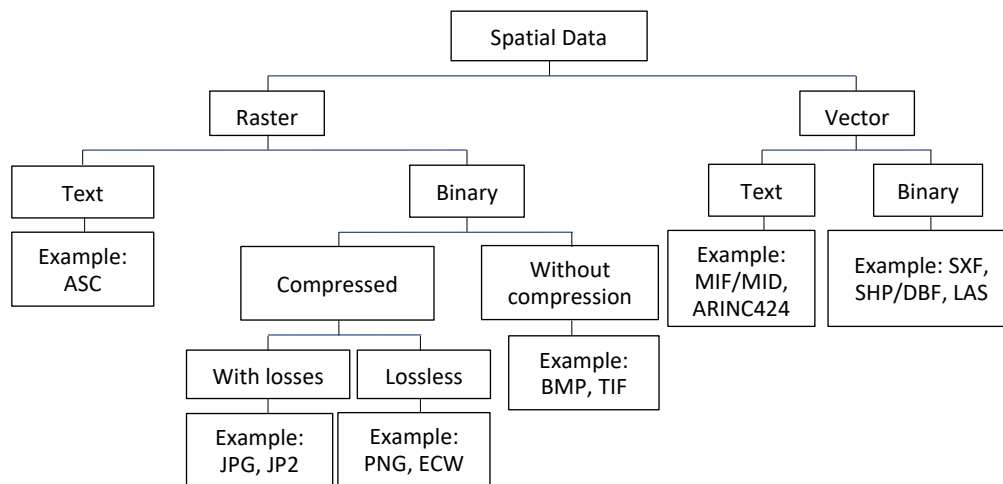 Spatial Data
Raster
Vector
Text
Binary
Text
Binary
Example:
ASC
Compressed
Without
compression
Example:
MIF/MID,
ARINC424
Example: SXF,
SHP/DBF, LAS
With losses
Lossless
Example:
BMP, TIF
Example:
JPG, JP2
Example:
PNG, ECW